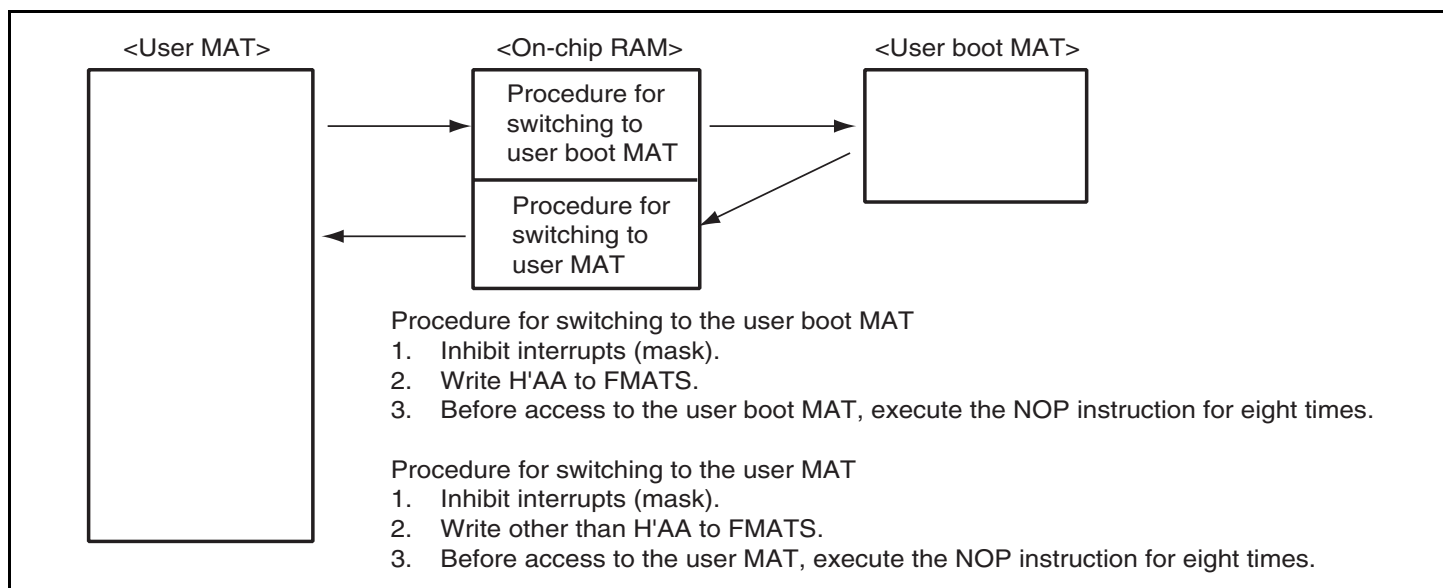 <User MAT>
<On-chip RAM>
<User boot MAT>
Procedure for
switching to
user boot MAT
Procedure for
switching to
user MAT
Procedure for switching to the user boot MAT
1. Inhibit interrupts (mask).
2. Write H'AA to FMATS.
3. Before access to the user boot MAT, execute the NOP instruction for eight times.
Procedure for switching to the user MAT
1. Inhibit interrupts (mask).
2. Write other than H'AA to FMATS.
3. Before access to the user MAT, execute the NOP instruction for eight times.